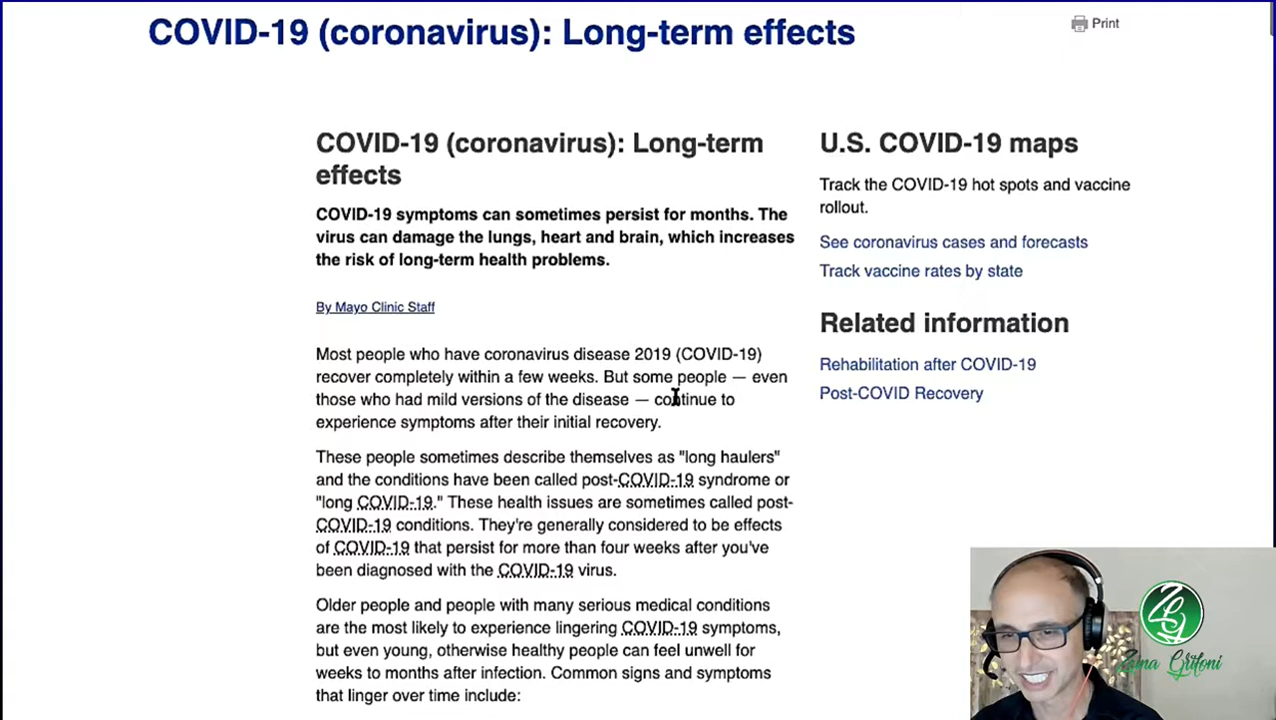 COVID-19 (coronavirus): Long-term effects
Print
COVID-19 (coronavirus): Long-term
effects
COVID-19 symptoms can sometimes persist for months. The
virus can damage the lungs, heart and brain, which increases
the risk of long-term health problems.
By Mayo Clinic Staff
Most people who have coronavirus disease 2019 (COVID-19)
recover completely within a few weeks. But some people — even
those who had mild versions of the disease — continue to
experience symptoms after their initial recovery.
These people sometimes describe themselves as "long haulers"
and the conditions have been called post-COVID-19 syndrome or
"long COVID-19." These health issues are sometimes called post-
COVID-19 conditions. They're generally considered to be effects
of COVID-19 that persist for more than four weeks after you've
been diagnosed with the COVID-19 virus.
Older people and people with many serious medical conditions
are the most likely to experience lingering COVID-19 symptoms,
but even young, otherwise healthy people can feel unwell for
weeks to months after infection. Common signs and symptoms
that linger over time include:
U.S. COVID-19 maps
Track the COVID-19 hot spots and vaccine
rollout.
See coronavirus cases and forecasts
Track vaccine rates by state
Related information
Rehabilitation after COVID-19
Post-COVID Recovery
ZG
Grifoni